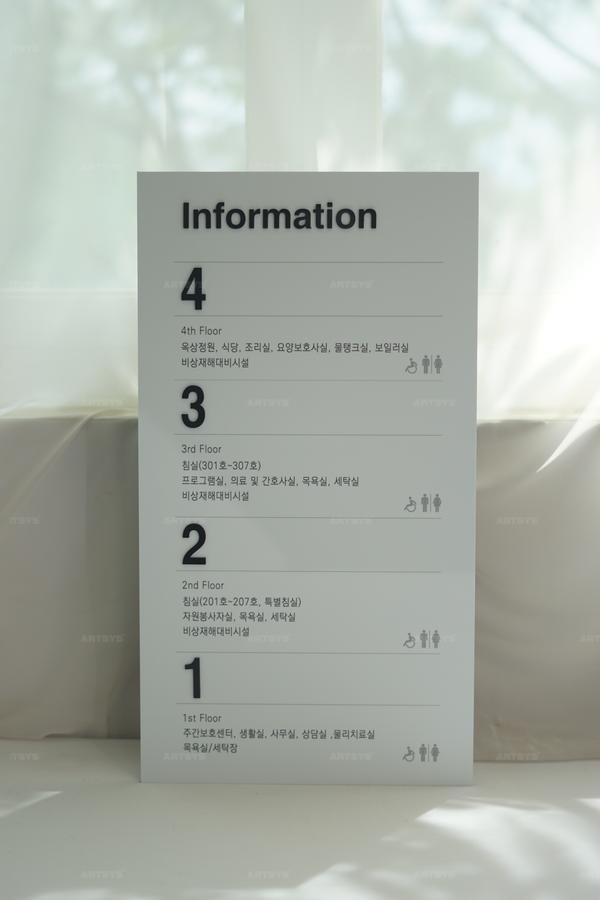 Information
4
4th Floor
옥상정원, 식당, 조리실, 요양보호사실, 물탱크실, 보일러실
비상재해대비시설
3
3rd Floor
침실(301호~307호)
프로그램실, 의료 및 간호사실, 목욕실, 세탁실
비상재해대비시설
2
2nd Floor
침실(201호~207호, 특별침실)
자원봉사자실, 목욕실, 세탁실
비상재해대비시설
1
1st Floor
주간보호센터, 생활실, 사무실, 상담실 ,물리치료실
목욕실/세탁장